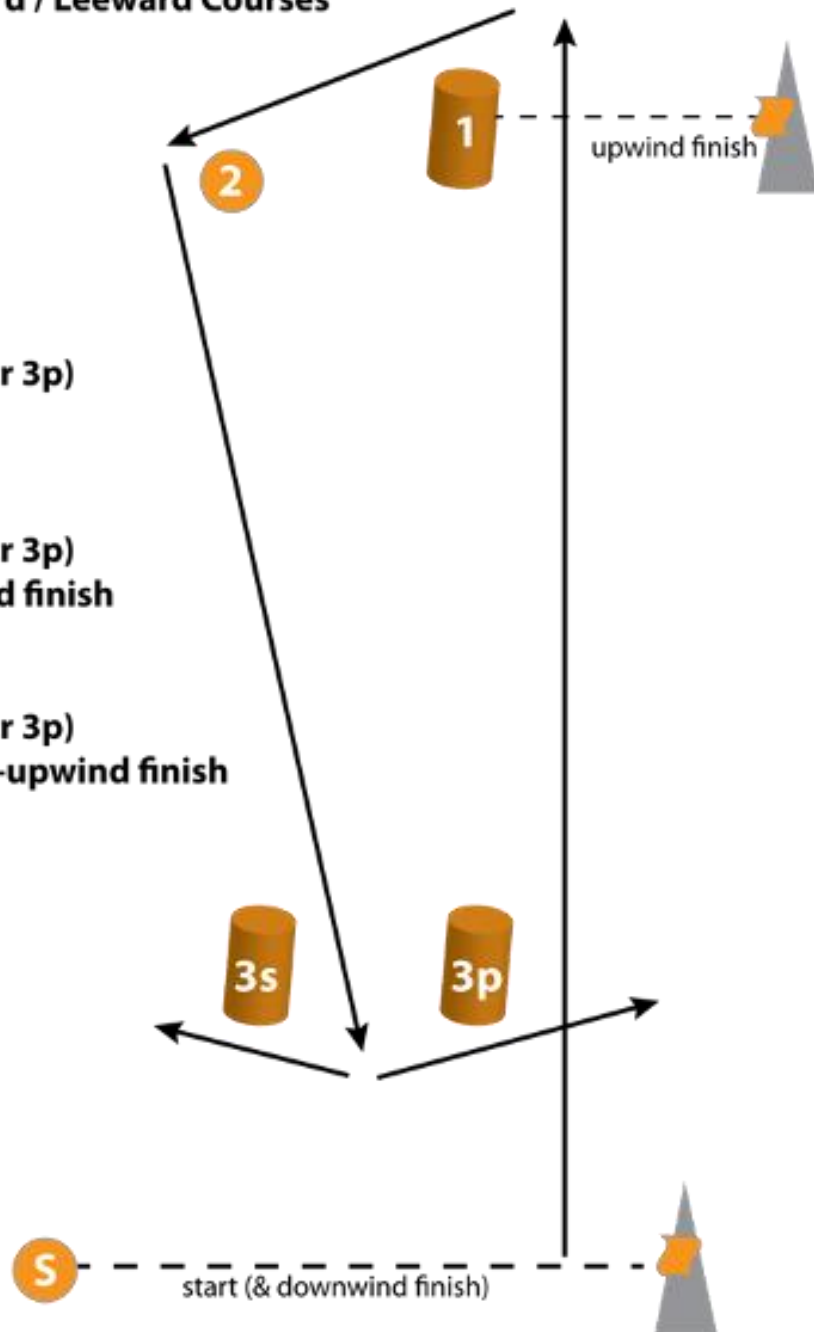 / Leeward Courses
1
upwind finish
2
r 3p)
r 3p)
d finish
r 3p)
-upwind finish
3s
3p
S
start (& downwind finish)